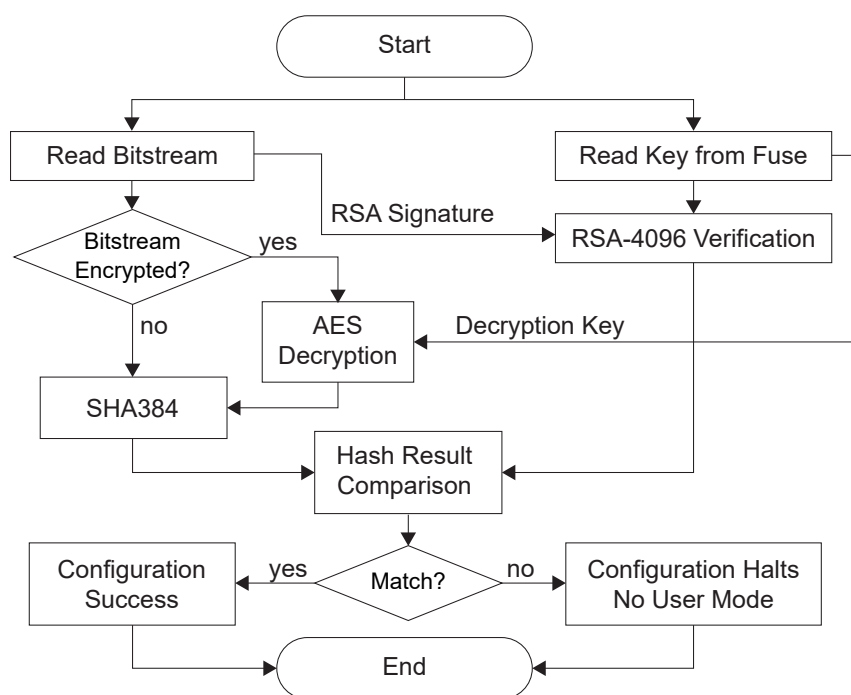 Start
Read Bitstream
Read Key from Fuse
RSA Signature
RSA-4096 Verification
Bitstream
Encrypted?
yes
no
AES
Decryption
Decryption Key
SHA384
Hash Result
Comparison
Configuration
Success
yes
Match?
no
Configuration Halts
No User Mode
End